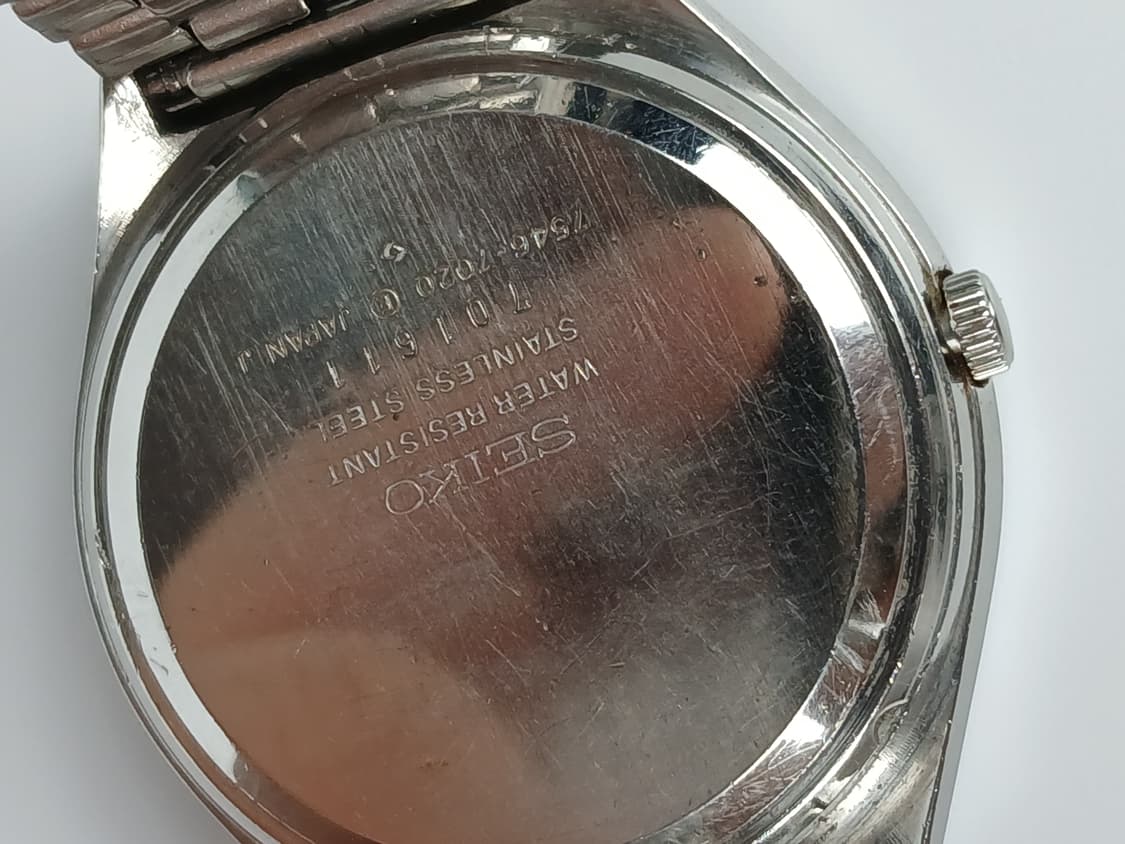 SEIKO
WATER RESISTANT
STAINLESS STEEL
701611
7546-7020 JAPAN J